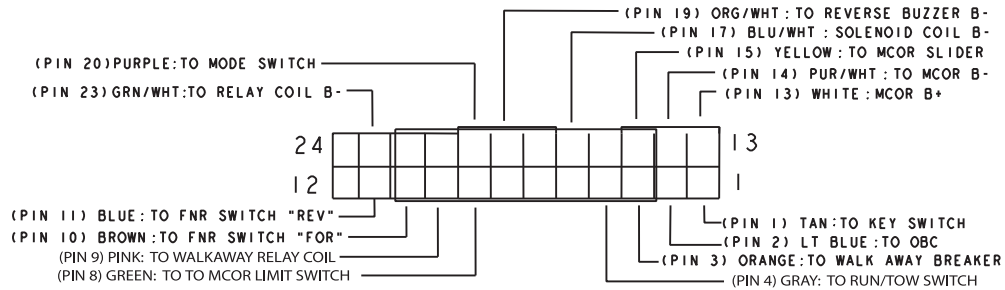 (PIN 19) ORG/WHT: TO REVERSE BUZZER B-
(PIN 17) BLU/WHT : SOLENOID COIL B-
(PIN 15) YELLOW: TO MCOR SLIDER
(PIN 20)PURPLE: TO MODE SWITCH
(PIN 14) PUR/WHT : TO MCOR B-
(PIN 23) GRN/WHT:TO RELAY COIL B-
(PIN 13) WHITE : MCOR B+
24
13
12
1
(PIN 11) BLUE: TO FNR SWITCH "REV"
(PIN 1) TAN: TO KEY SWITCH
(PIN 10) BROWN : TO FNR SWITCH "FOR"
(PIN 2) LT BLUE : TO OBC
(PIN 9) PINK: TO WALKAWAY RELAY COIL
(PIN 3) ORANGE: TO WALK AWAY BREAKER
(PIN 8) GREEN: TO TO MCOR LIMIT SWITCH
(PIN 4) GRAY: TO RUN/TOW SWITCH